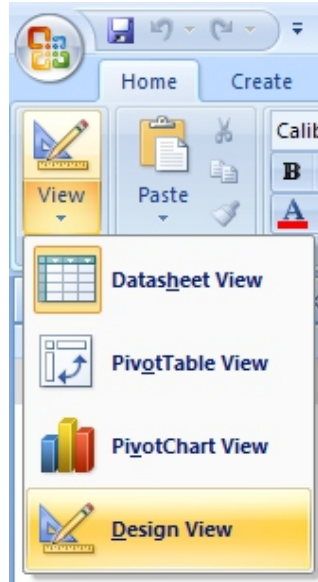 Home Create
Calib
View Paste B
A
Datasheet View
PivotTable View
PivotChart View
Design View